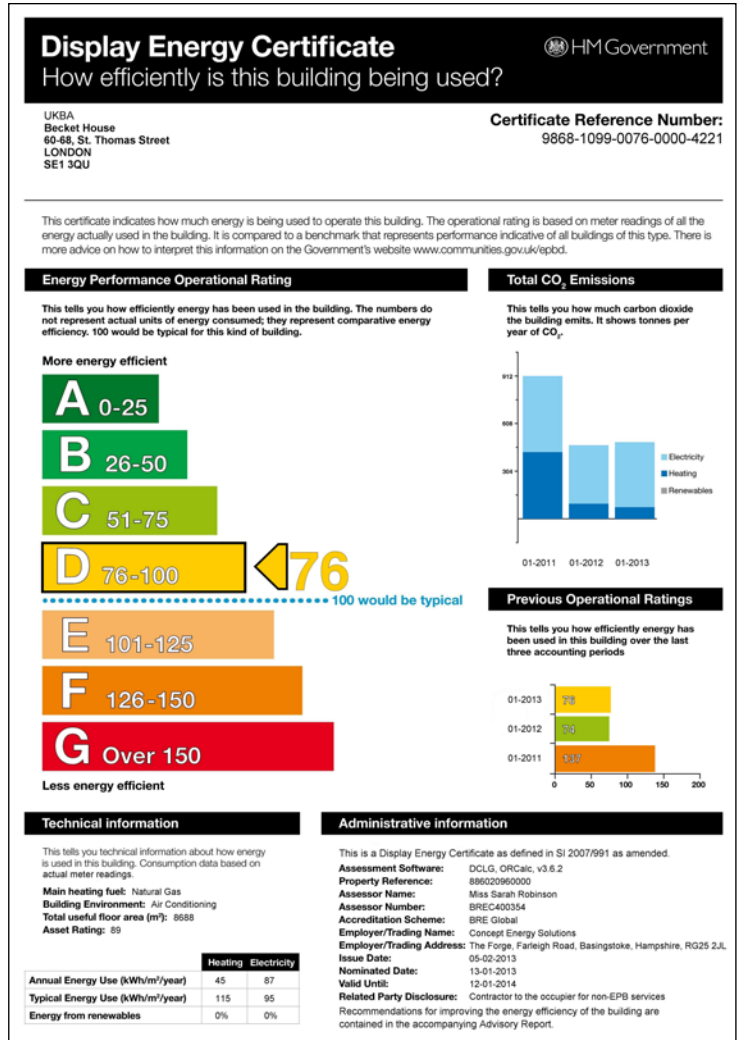 Display Energy Certificate
How efficiently is this building being used?
HM Government
UKBA
Becket House
60-68, St. Thomas Street
LONDON
SE1 3QU
Certificate Reference Number:
9868-1099-0076-0000-4221
This certificate indicates how much energy is being used to operate this building. The operational rating is based on meter readings of all the
energy actually used in the building. It is compared to a benchmark that represents performance indicative of all buildings of this type. There is
more advice on how to interpret this information on the Government's website www.communities.gov.uk/epbd.
Energy Performance Operational Rating
This tells you how efficiently energy has been used in the building. The numbers do
not represent actual units of energy consumed; they represent comparative energy
efficiency. 100 would be typical for this kind of building.
More energy efficient
A 0-25
B 26-50
C 51-75
D 76-100
76
100 would be typical
E 101-125
F 126-150
G Over 150
Less energy efficient
Total CO2 Emissions
This tells you how much carbon dioxide
the building emits. It shows tonnes per
year of CO2.
912
608
304
Electricity
Heating
Renewables
01-2011 01-2012 01-2013
Previous Operational Ratings
This tells you how efficiently energy has
been used in this building over the last
three accounting periods
01-2013 76
01-2012 74
01-2011 137
0 50 100 150 200
Technical information
This tells you technical information about how energy
is used in this building. Consumption data based on
actual meter readings.
Main heating fuel: Natural Gas
Building Environment: Air Conditioning
Total useful floor area (m²): 8688
Asset Rating: 89
Heating Electricity
Annual Energy Use (kWh/m²/year) 45 87
Typical Energy Use (kWh/m²/year) 115 95
Energy from renewables 0% 0%
Administrative information
This is a Display Energy Certificate as defined in SI 2007/991 as amended.
Assessment Software: DCLG, ORCalc, v3.6.2
Property Reference: 886020960000
Assessor Name: Miss Sarah Robinson
Assessor Number: BREC400354
Accreditation Scheme: BRE Global
Employer/Trading Name: Concept Energy Solutions
Employer/Trading Address: The Forge, Farleigh Road, Basingstoke, Hampshire, RG25 2JL
Issue Date: 05-02-2013
Nominated Date: 13-01-2013
Valid Until: 12-01-2014
Related Party Disclosure: Contractor to the occupier for non-EPB services
Recommendations for improving the energy efficiency of the building are
contained in the accompanying Advisory Report.